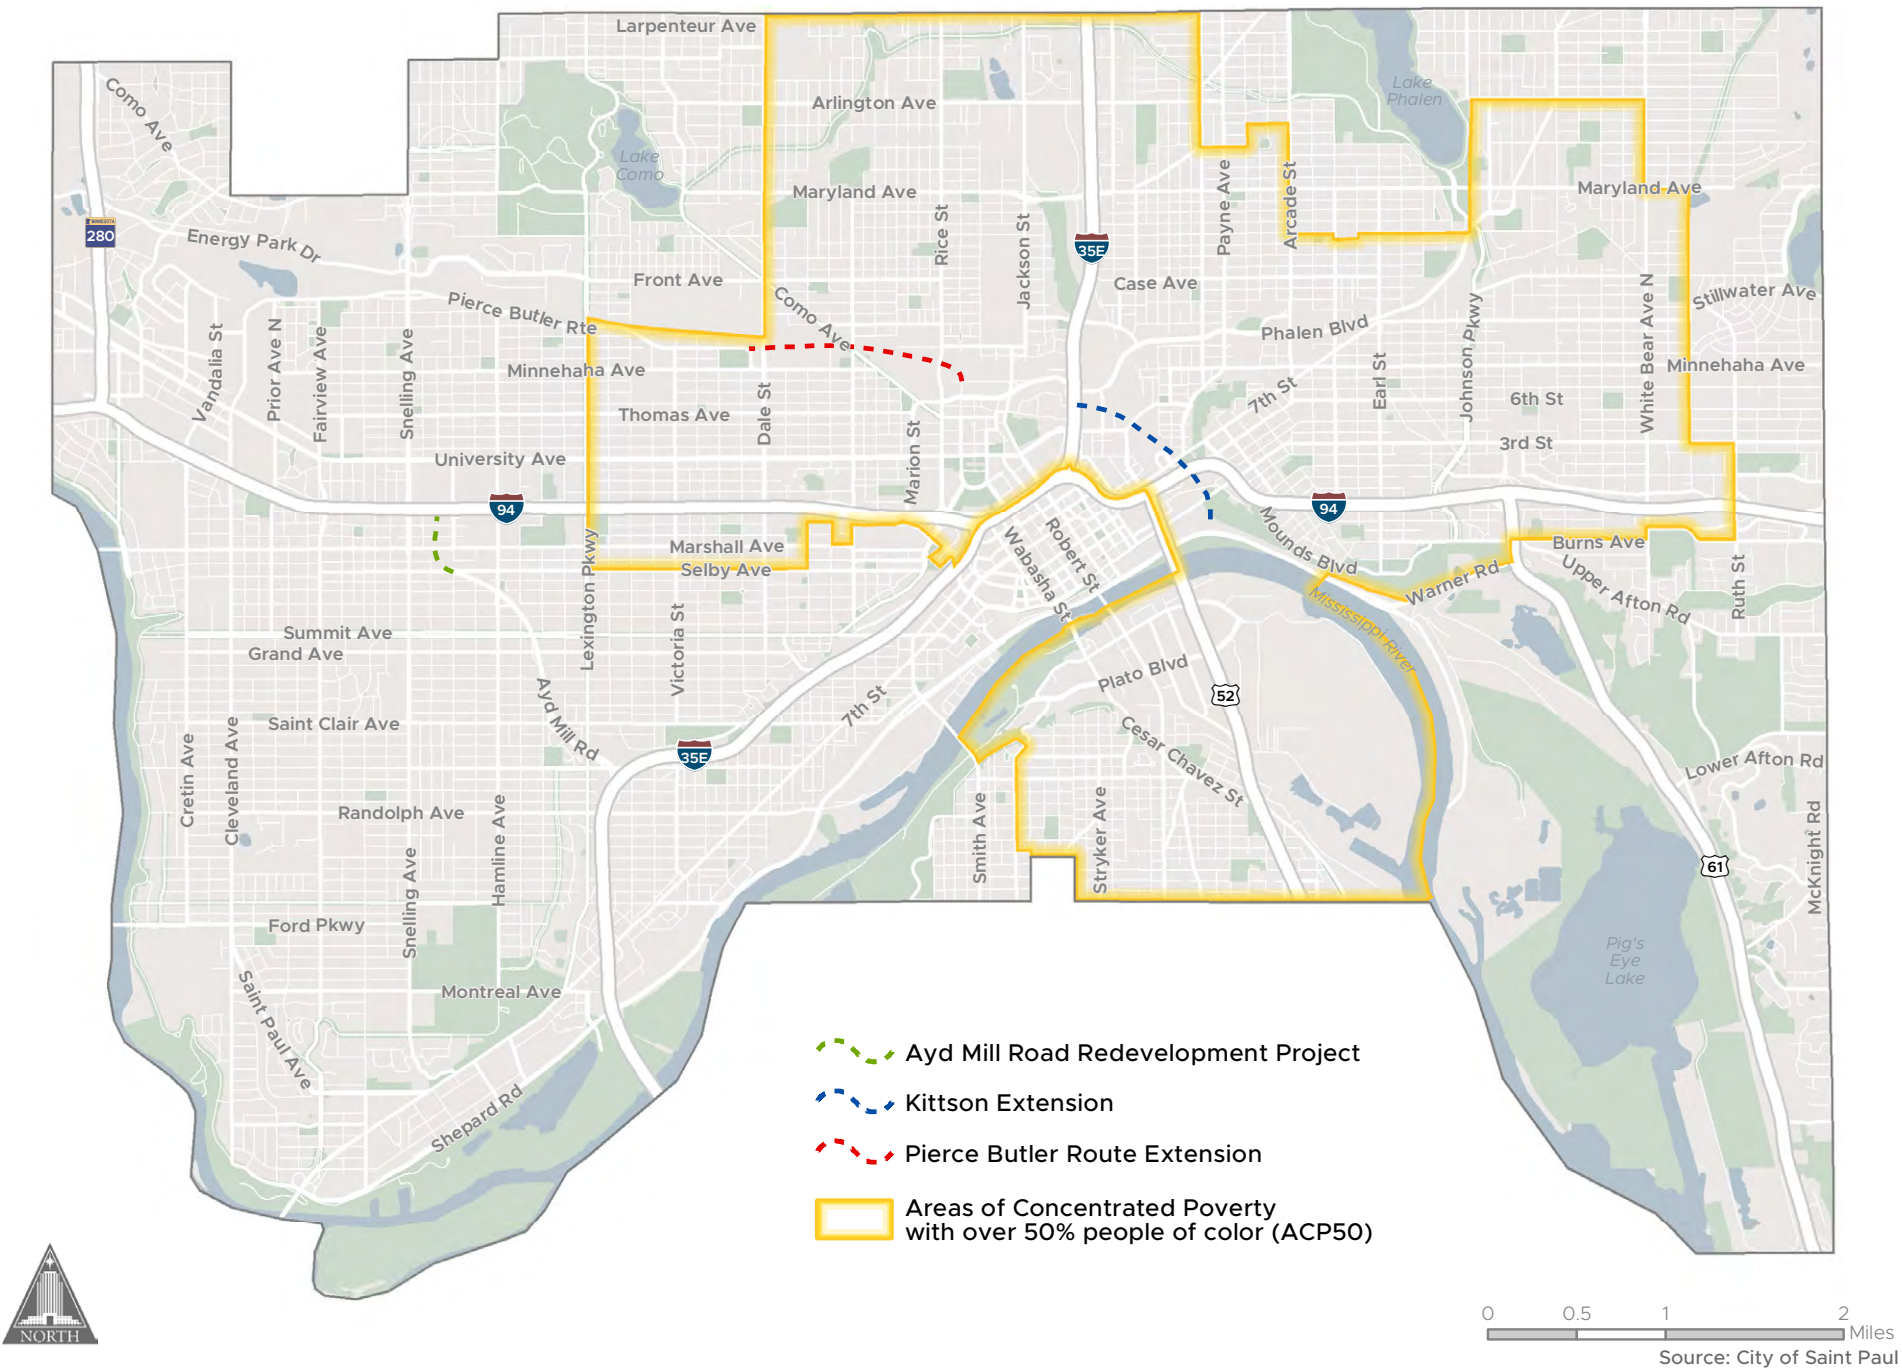 Larpenteur Ave
Como Ave
Arlington Ave
Lake
Phalen
Lake
Como
Maryland Ave
Maryland Ave
280
Energy Park Dr
Rice St
Jackson St
35E
Payne Ave
Arcade St
Front Ave
Case Ave
Pierce Butler Rte
Como Ave
Phalen Blvd
Johnson Pkwy
White Bear Ave N
Stillwater Ave
Vandalia St
Prior Ave N
Fairview Ave
Snelling Ave
Minnehaha Ave
Minnehaha Ave
Thomas Ave
Dale St
Marion St
7th St
Earl St
6th St
3rd St
University Ave
94
94
Lexington Pkwy
Marshall Ave
Selby Ave
Wabasha St
Robert St
Mounds Blvd
Warner Rd
Burns Ave
Upper Afton Rd
Ruth St
Mississippi River
Summit Ave
Grand Ave
Victoria St
Plato Blvd
52
Ayd Mill Rd
7th St
Cesar Chavez St
Saint Clair Ave
35E
Cretin Ave
Cleveland Ave
Lower Afton Rd
Randolph Ave
Hamline Ave
Smith Ave
Stryker Ave
61
McKnight Rd
Snelling Ave
Ford Pkwy
Pig's
Eye
Lake
Saint Paul Ave
Montreal Ave
Shepard Rd
Ayd Mill Road Redevelopment Project
Kittson Extension
Pierce Butler Route Extension
Areas of Concentrated Poverty
with over 50% people of color (ACP50)
NORTH
0 0.5 1 2
Miles
Source: City of Saint Paul